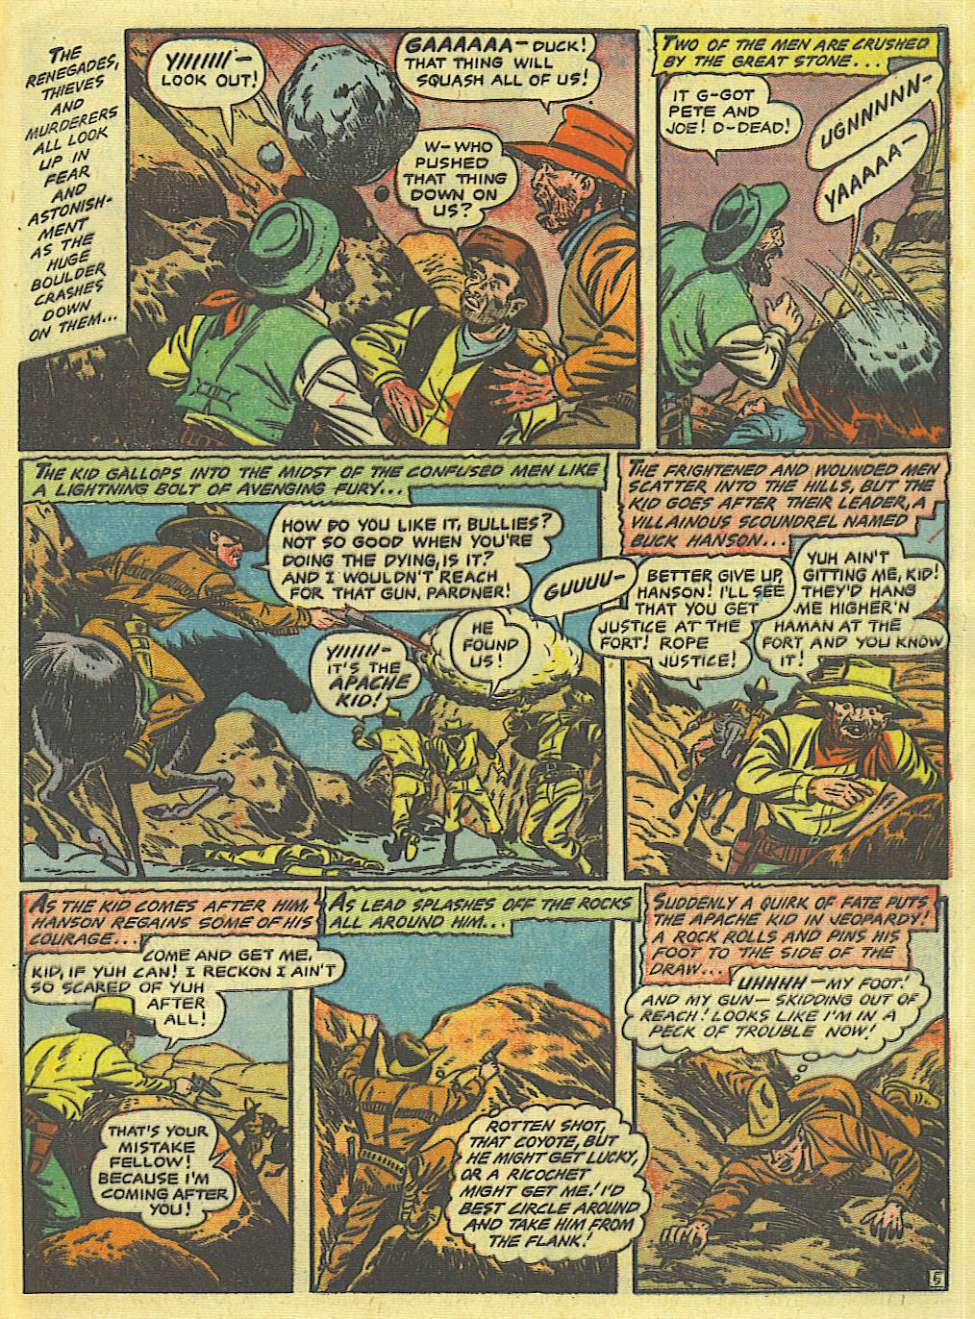 THE
RENEGADES,
THIEVES
AND
MURDERERS
ALL LOOK
UP IN
FEAR
AND
ASTONISH-
MENT
AS THE
HUGE
BOULDER
CRASHES
DOWN
ON THEM...
YIIIIII-
LOOK OUT!
GAAAAAA-DUCK!
THAT THING WILL
SQUASH ALL OF US!
W-WHO
PUSHED
THAT THING
DOWN ON
US?
TWO OF THE MEN ARE CRUSHED
BY THE GREAT STONE...
IT G-GOT
PETE AND
JOE! D-DEAD!
UGNNNNN-
YAAAAA-
THE KID GALLOPS INTO THE MIDST OF THE CONFUSED MEN LIKE
A LIGHTNING BOLT OF AVENGING FURY...
HOW DO YOU LIKE IT, BULLIES?
NOT SO GOOD WHEN YOU'RE
DOING THE DYING, IS IT?
AND I WOULDN'T REACH
FOR THAT GUN, PARDNER!
YIIIII-
IT'S THE
APACHE
KID!
HE
FOUND
US!
GUUUU-
THE FRIGHTENED AND WOUNDED MEN
SCATTER INTO THE HILLS, BUT THE
KID GOES AFTER THEIR LEADER, A
VILLAINOUS SCOUNDREL NAMED
BUCK HANSON...
BETTER GIVE UP,
HANSON! I'LL SEE
THAT YOU GET
JUSTICE AT THE
FORT! ROPE
JUSTICE!
YUH AIN'T
GITTING ME, KID!
THEY'D HANG
ME HIGHER'N
HAMAN AT THE
FORT AND YOU KNOW
IT!
AS THE KID COMES AFTER HIM,
HANSON REGAINS SOME OF HIS
COURAGE...
COME AND GET ME,
KID, IF YUH CAN! I RECKON I AIN'T
SO SCARED OF YUH
AFTER
ALL!
THAT'S YOUR
MISTAKE
FELLOW!
BECAUSE I'M
COMING AFTER
YOU!
AS LEAD SPLASHES OFF THE ROCKS
ALL AROUND HIM...
ROTTEN SHOT,
THAT COYOTE, BUT
HE MIGHT GET LUCKY,
OR A RICOCHET
MIGHT GET ME! I'D
BEST CIRCLE AROUND
AND TAKE HIM FROM
THE FLANK!
SUDDENLY A QUIRK OF FATE PUTS
THE APACHE KID IN JEOPARDY!
A ROCK ROLLS AND PINS HIS
FOOT TO THE SIDE OF THE
DRAW...
UHHHH-MY FOOT!
AND MY GUN-SKIDDING OUT OF
REACH! LOOKS LIKE I'M IN A
PECK OF TROUBLE NOW!
5